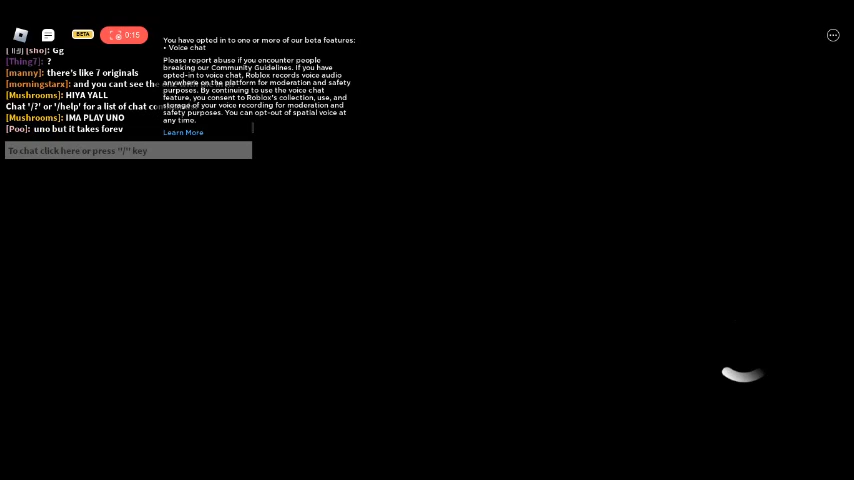 BETA
0:15
[sho]: Gg
[Thing7]: ?
[manny]: there's like 7 originals
[morningstarx]: and you cant see the
[Mushrooms]: HIYA YALL
Chat '/?' or '/help' for a list of chat
[Mushrooms]: IMA PLAY UNO
[Poo]: uno but it takes forev
To chat click here or press "/" key
You have opted in to one or more of our beta features:
• Voice chat
Please report abuse if you encounter people
breaking our Community Guidelines. If you have
opted-in to voice chat, Roblox records voice audio
anywhere on the platform for moderation and safety
purposes. By continuing to use the voice chat
feature, you consent to Roblox's collection, use, and
storage of your voice recording for moderation and
safety purposes. You can opt-out of spatial voice at
any time.
Learn More